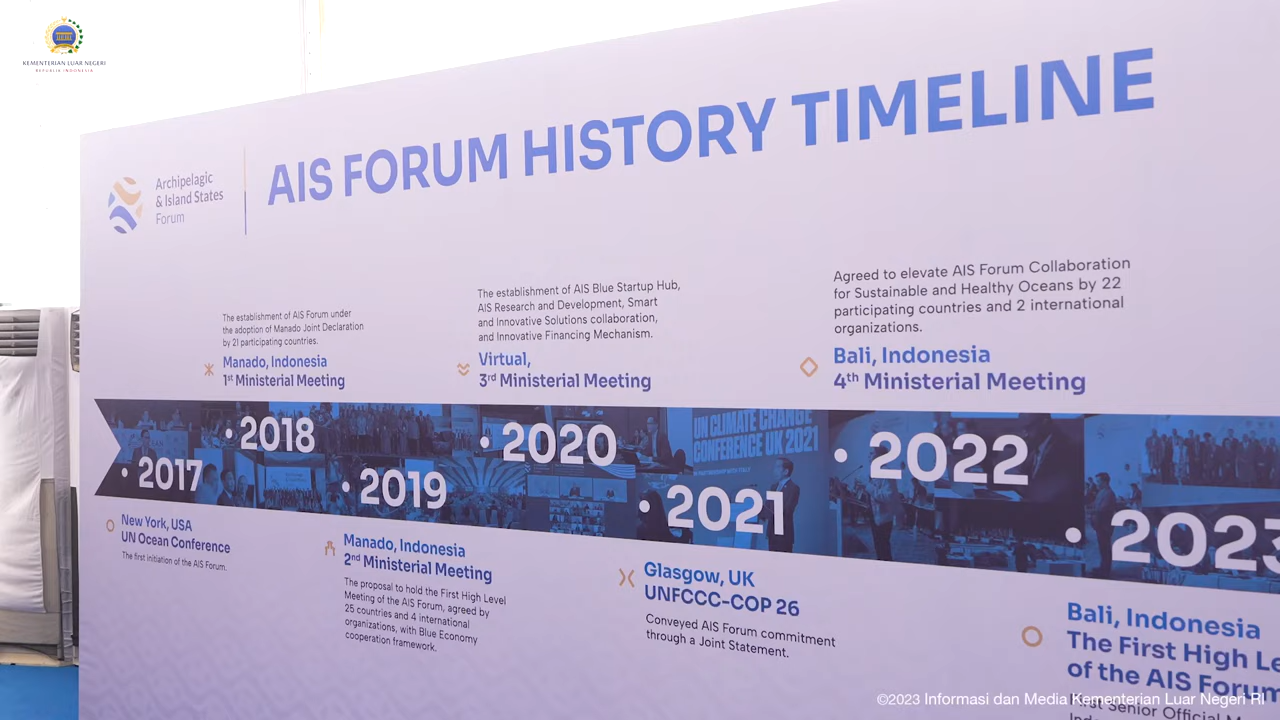 KEMENTERIAN LUAR NEGERI
REPUBLIK INDONESIA
Archipelagic
& Island States
Forum
AIS FORUM HISTORY TIMELINE
The establishment of AIS Forum under
the adoption of Manado Joint Declaration
by 21 participating countries.
Manado, Indonesia
1st Ministerial Meeting
The establishment of AIS Blue Startup Hub,
AIS Research and Development, Smart
and Innovative Solutions collaboration,
and Innovative Financing Mechanism.
Virtual,
3rd Ministerial Meeting
Agreed to elevate AIS Forum Collaboration
for Sustainable and Healthy Oceans by 22
participating countries and 2 international
organizations.
Bali, Indonesia
4th Ministerial Meeting
2017
2018
2019
2020
UN CLIMATE CHANGE
CONFERENCE UK 2021
IN PARTNERSHIP WITH ITALY
2021
2022
2023
New York, USA
UN Ocean Conference
The first initiation of the AIS Forum.
Manado, Indonesia
2nd Ministerial Meeting
The proposal to hold the First High Level
Meeting of the AIS Forum, agreed by
25 countries and 4 international
organizations, with Blue Economy
cooperation framework.
Glasgow, UK
UNFCCC-COP 26
Conveyed AIS Forum commitment
through a Joint Statement.
Bali, Indonesia
The First High Le
of the AIS Forum
First Senior Official M
©2023 Informasi dan Media Kementerian Luar Negeri RI